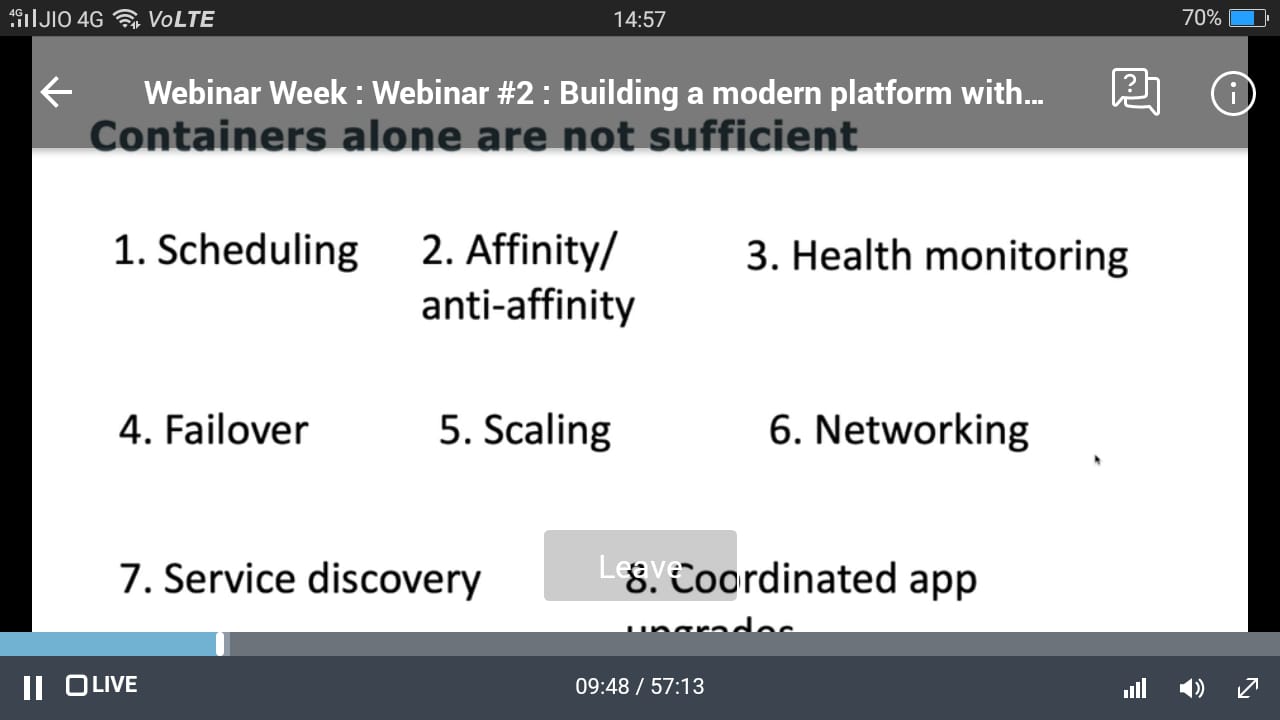 4G JIO 4G VoLTE 14:57 70%
Webinar Week : Webinar #2 : Building a modern platform with...
Containers alone are not sufficient
1. Scheduling
2. Affinity/
anti-affinity
3. Health monitoring
4. Failover
5. Scaling
6. Networking
7. Service discovery
Leave
8. Coordinated app
upgrades
LIVE
09:48 / 57:13